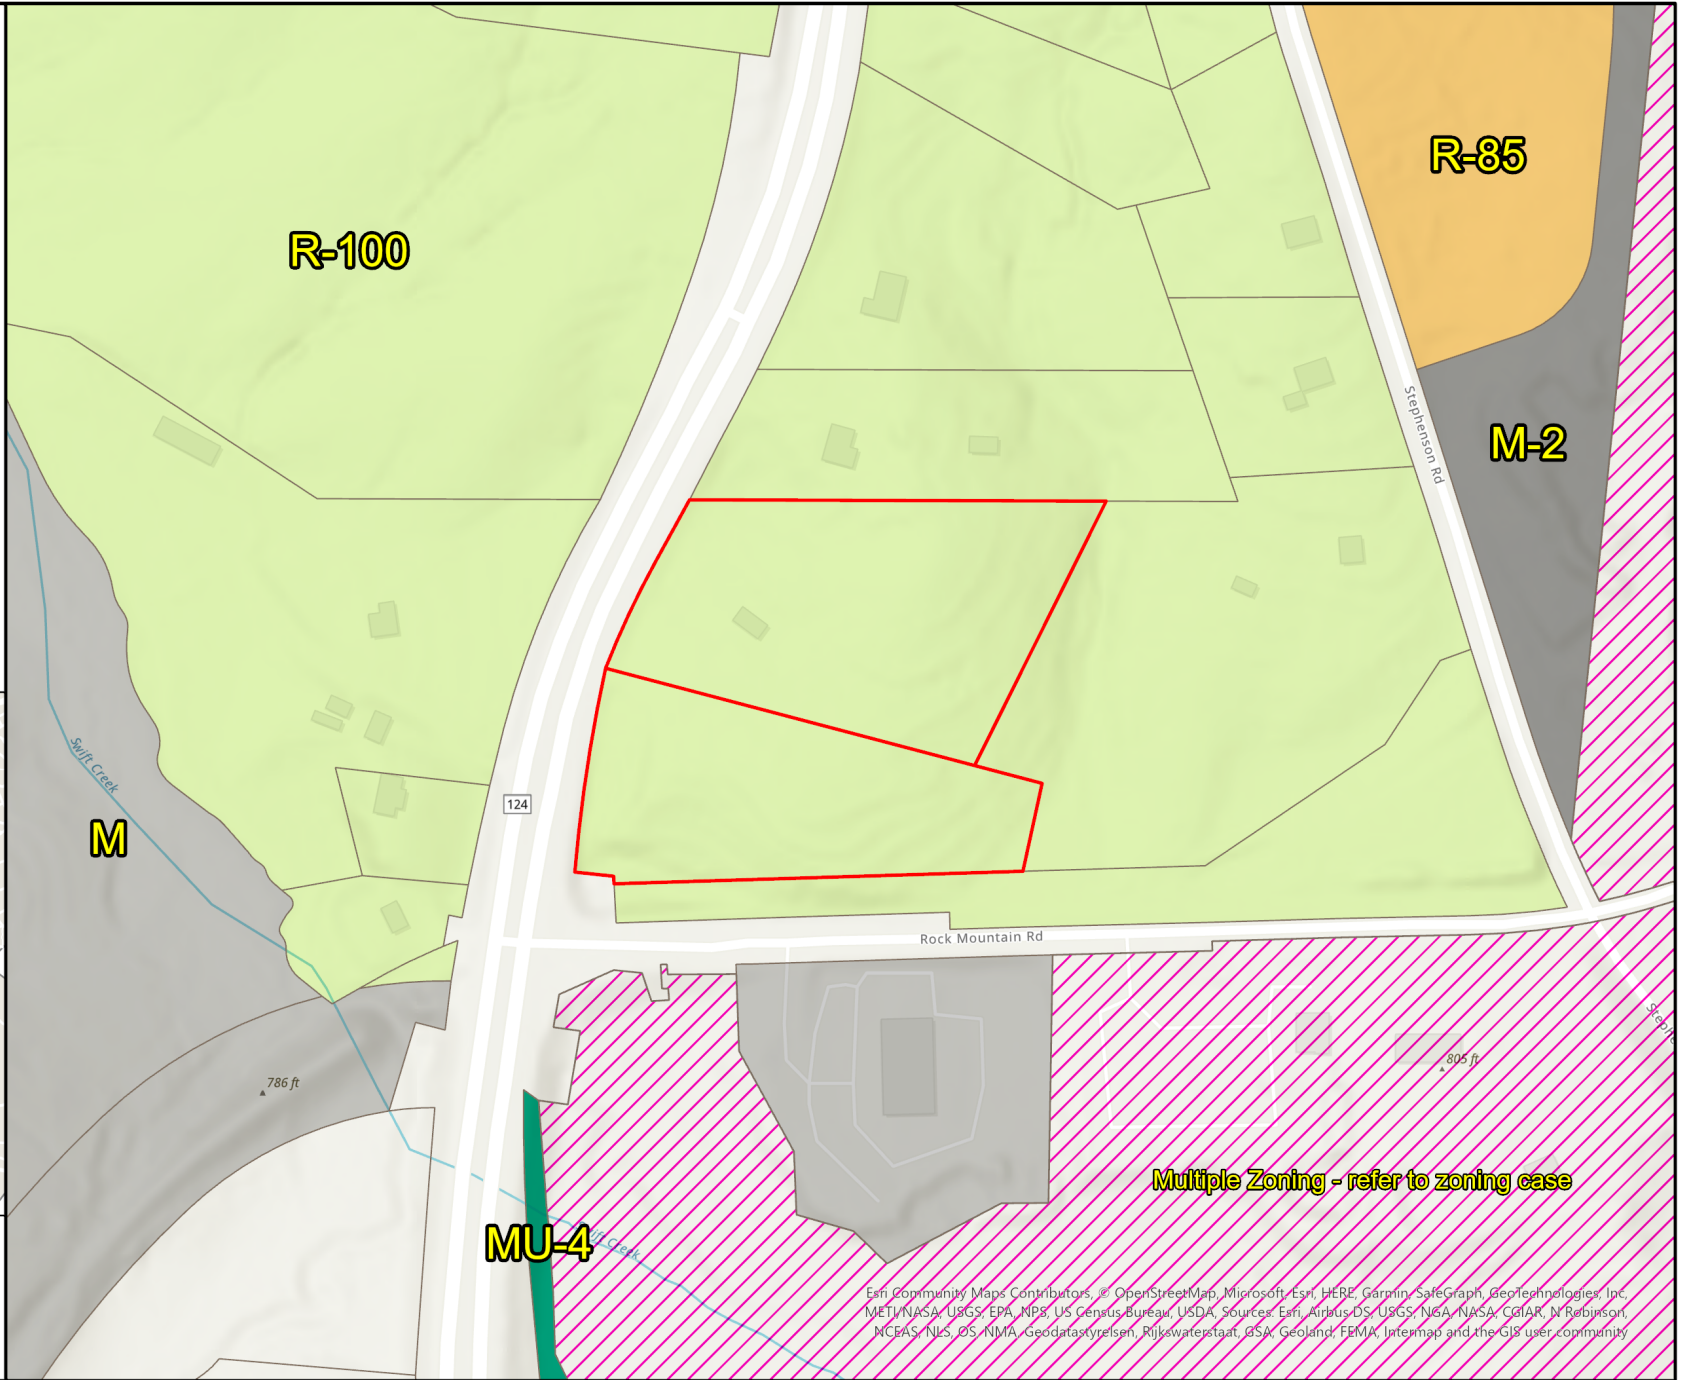 R-85
R-100
Stephenson Rd
M-2
Swift Creek
124
M
Rock Mountain Rd
805 ft
786 ft
Multiple Zoning - refer to zoning case
MU-4
Swift Creek
Esri Community Maps Contributors, © OpenStreetMap, Microsoft, Esri, HERE, Garmin, SafeGraph, GeoTechnologies, Inc,
METI/NASA, USGS, EPA, NPS, US Census Bureau, USDA, Sources: Esri, Airbus DS, USGS, NGA, NASA, CGIAR, N Robinson,
NCEAS, NLS, OS, NMA, Geodatastyrelsen, Rijkswaterstaat, GSA, Geoland, FEMA, Intermap and the GIS user community